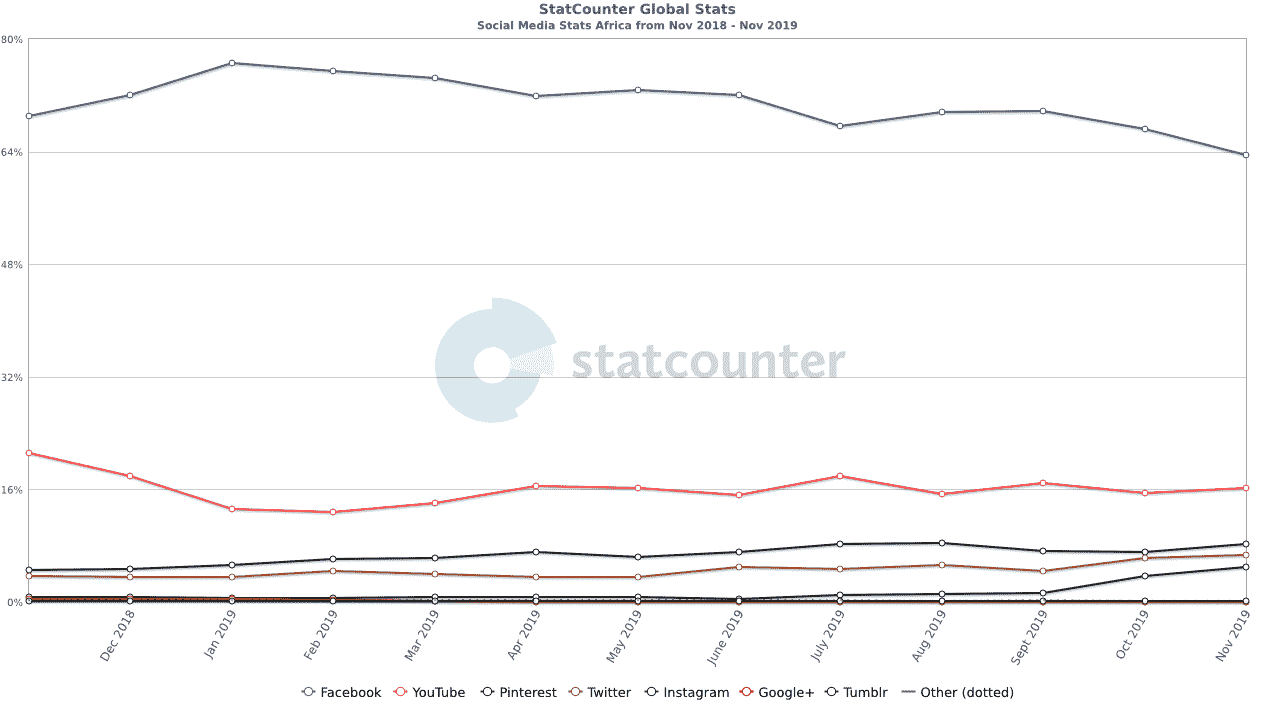 StatCounter Global Stats
Social Media Stats Africa from Nov 2018 - Nov 2019
80%
64%
48%
32%
16%
0%
statcounter
Dec 2018
Jan 2019
Feb 2019
Mar 2019
Apr 2019
May 2019
June 2019
July 2019
Aug 2019
Sept 2019
Oct 2019
Nov 2019
Facebook YouTube Pinterest Twitter Instagram Google+ Tumblr Other (dotted)